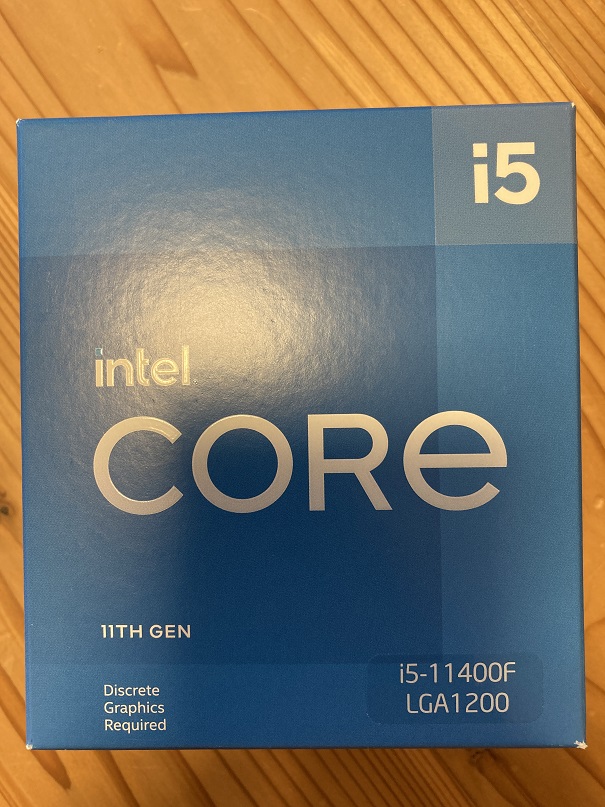 i5
intel
CORE
11TH GEN
Discrete
Graphics
Required
i5-11400F
LGA1200